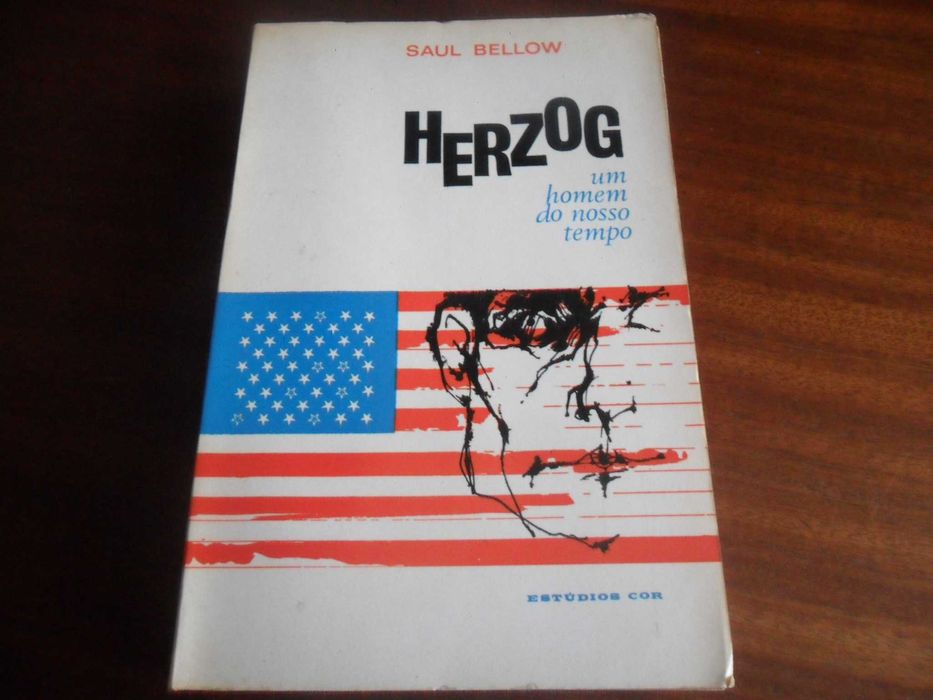 SAUL BELLOW
HERZOG
um
homem
do nosso
tempo
ESTÚDIOS COR